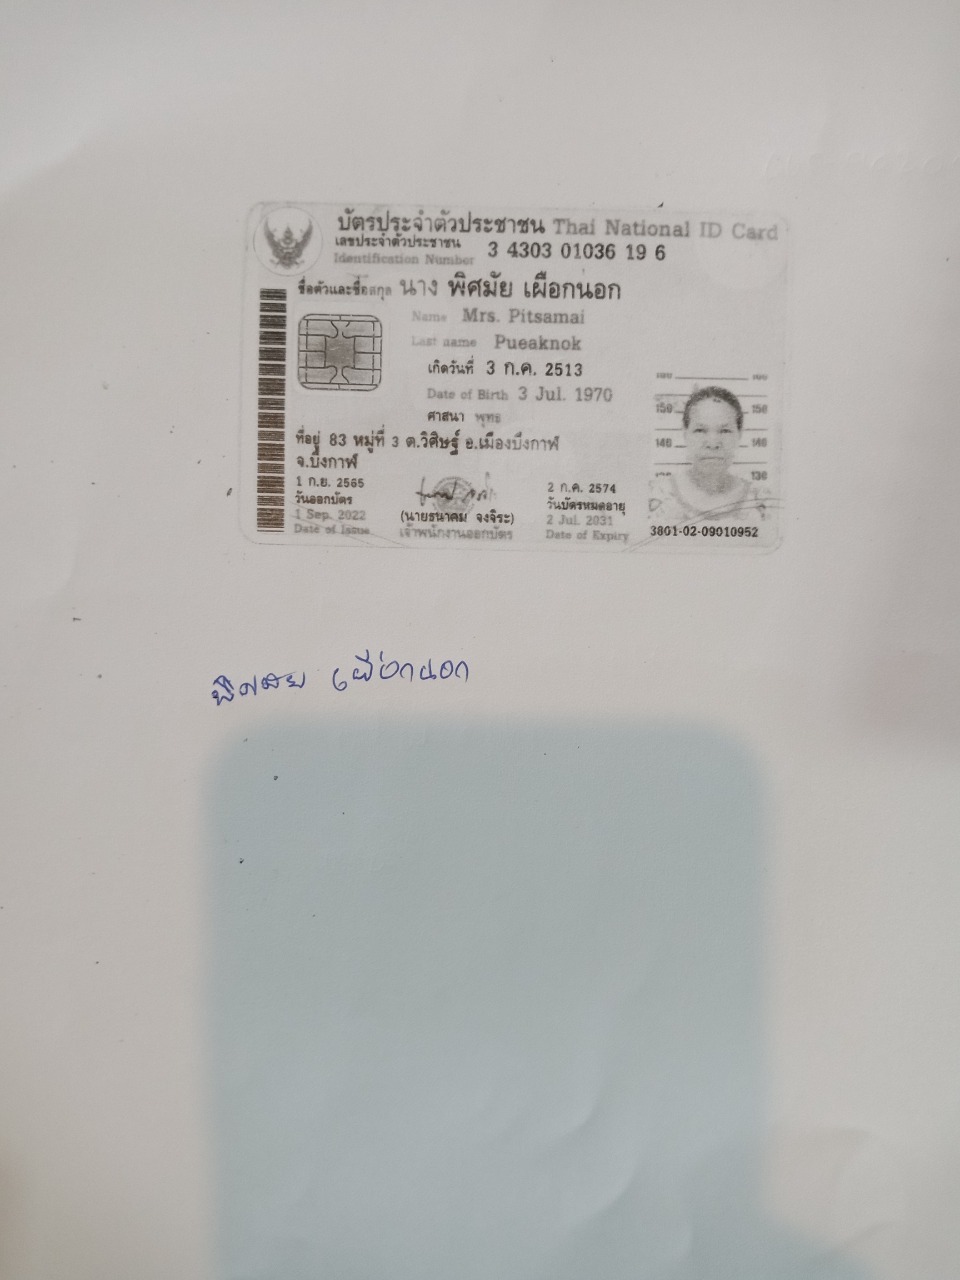 บัตรประจำตัวประชาชน Thai National ID Card
เลขประจำตัวประชาชน
Identification Number
3 4303 01036 19 6
ชื่อตัวและชื่อสกุล นาง พิศมัย เผือกนอก
Name Mrs. Pitsamai
Last name Pueaknok
เกิดวันที่ 3 ก.ค. 2513
Date of Birth 3 Jul. 1970
ศาสนา พุทธ
ที่อยู่ 83 หมู่ที่ 3 ต.วิศิษฐ์ อ.เมืองบึงกาฬ
จ.บึงกาฬ
1 ก.ย. 2565
วันออกบัตร
1 Sep. 2022
Date of Issue
(นายธนาคม จงจิระ)
เจ้าพนักงานออกบัตร
2 ก.ค. 2574
วันบัตรหมดอายุ
2 Jul. 2031
Date of Expiry
150 150
140 140
130
3801-02-09010952
พิศมัย เผือกนอก